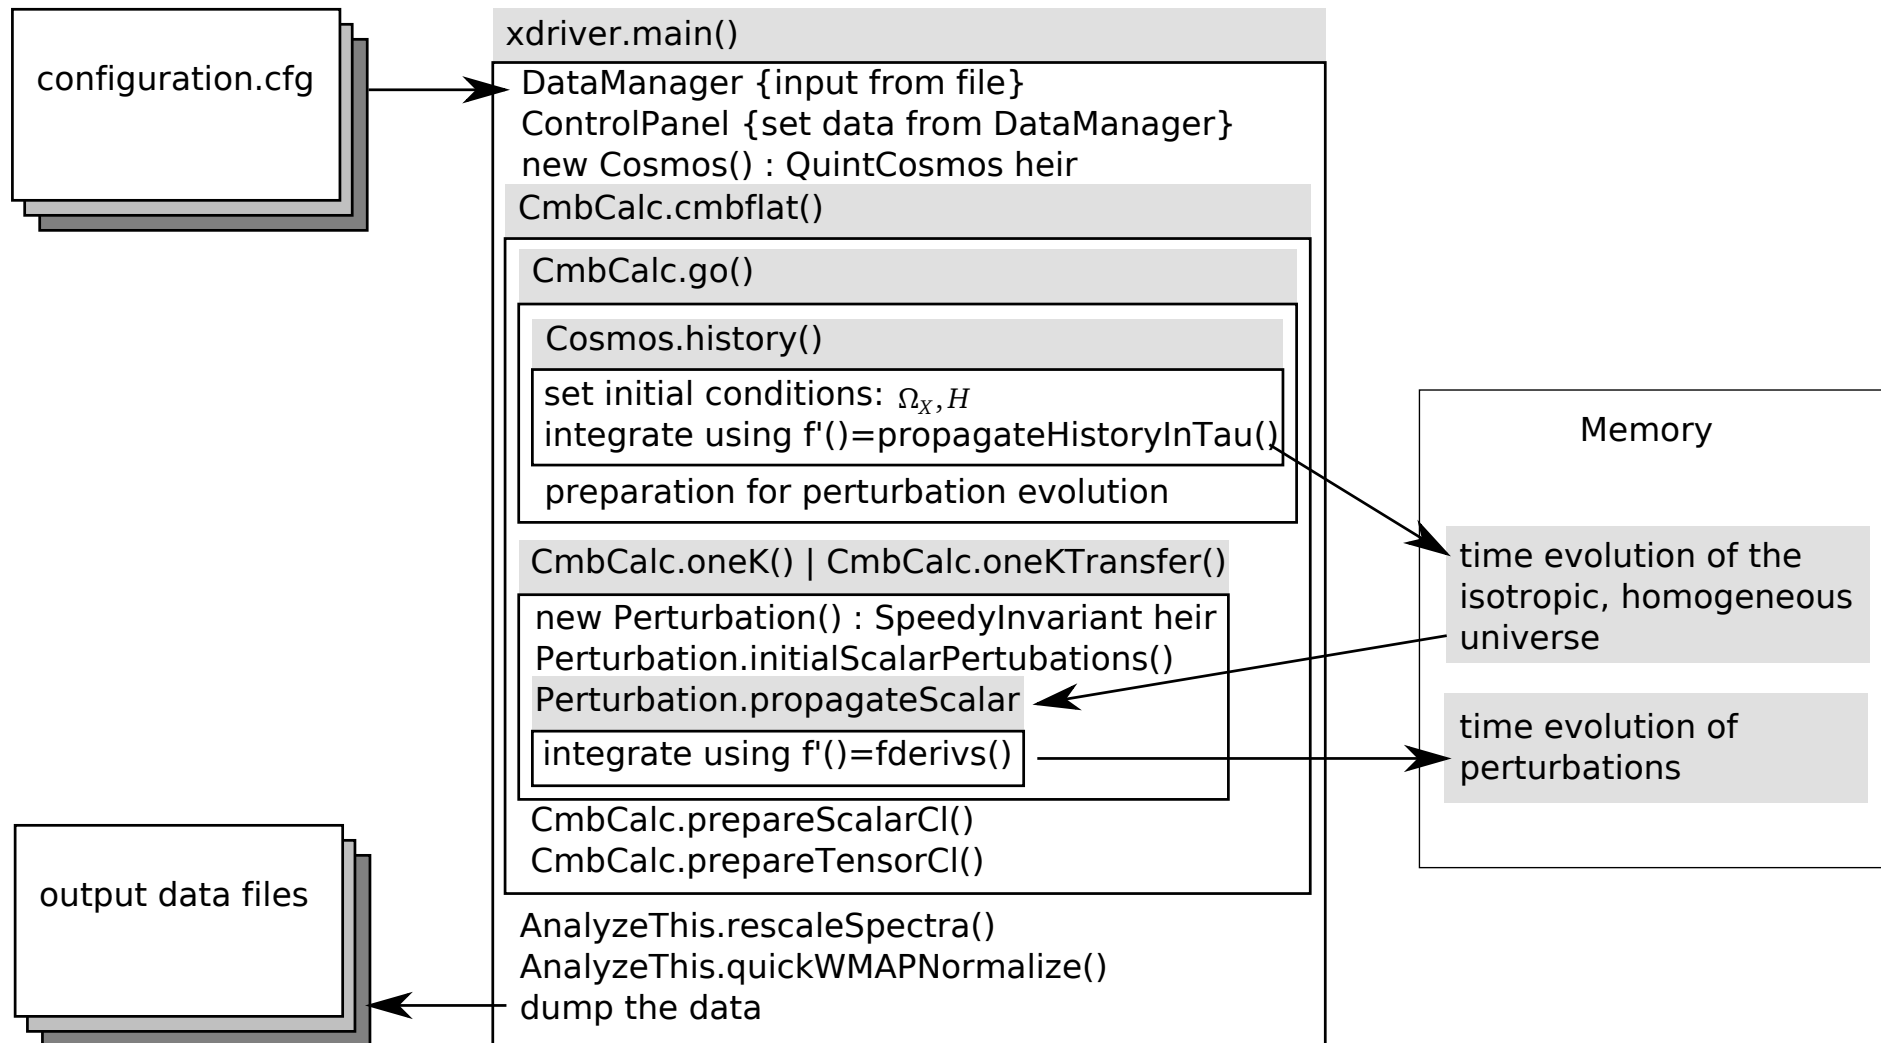 configuration.cfg
xdriver.main()
DataManager {input from file}
ControlPanel {set data from DataManager}
new Cosmos() : QuintCosmos heir
CmbCalc.cmbflat()
CmbCalc.go()
Cosmos.history()
set initial conditions: Ω_X, H
integrate using f'()=propagateHistoryInTau()
preparation for perturbation evolution
CmbCalc.oneK() | CmbCalc.oneKTransfer()
new Perturbation() : SpeedyInvariant heir
Perturbation.initialScalarPertubations()
Perturbation.propagateScalar
integrate using f'()=fderivs()
CmbCalc.prepareScalarCl()
CmbCalc.prepareTensorCl()
AnalyzeThis.rescaleSpectra()
AnalyzeThis.quickWMAPNormalize()
dump the data
Memory
time evolution of the
isotropic, homogeneous
universe
time evolution of
perturbations
output data files